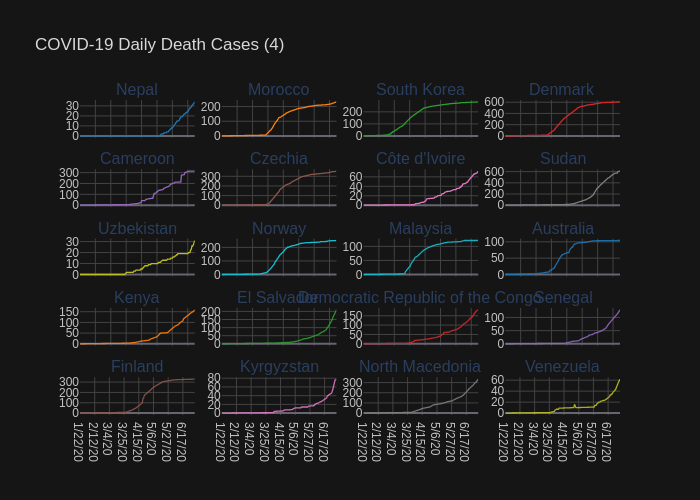 COVID-19 Daily Death Cases (4)
Nepal Morocco South Korea Denmark
30 20 10 0 200 100 0 200 100 0 600 400 200 0
Cameroon Czechia Côte d'Ivoire Sudan
300 200 100 0 300 200 100 0 60 40 20 0 600 400 200 0
Uzbekistan Norway Malaysia Australia
30 20 10 0 200 100 0 100 50 0 100 50 0
Kenya El Salvador Democratic Republic of the Congo Senegal
150 100 50 0 200 150 100 50 0 150 100 50 0 100 50 0
Finland Kyrgyzstan North Macedonia Venezuela
300 200 100 0 80 60 40 20 0 300 200 100 0 60 40 20 0
1/22/20 2/12/20 3/4/20 3/25/20 4/15/20 5/6/20 5/27/20 6/17/20 1/22/20 2/12/20 3/4/20 3/25/20 4/15/20 5/6/20 5/27/20 6/17/20 1/22/20 2/12/20 3/4/20 3/25/20 4/15/20 5/6/20 5/27/20 6/17/20 1/22/20 2/12/20 3/4/20 3/25/20 4/15/20 5/6/20 5/27/20 6/17/20